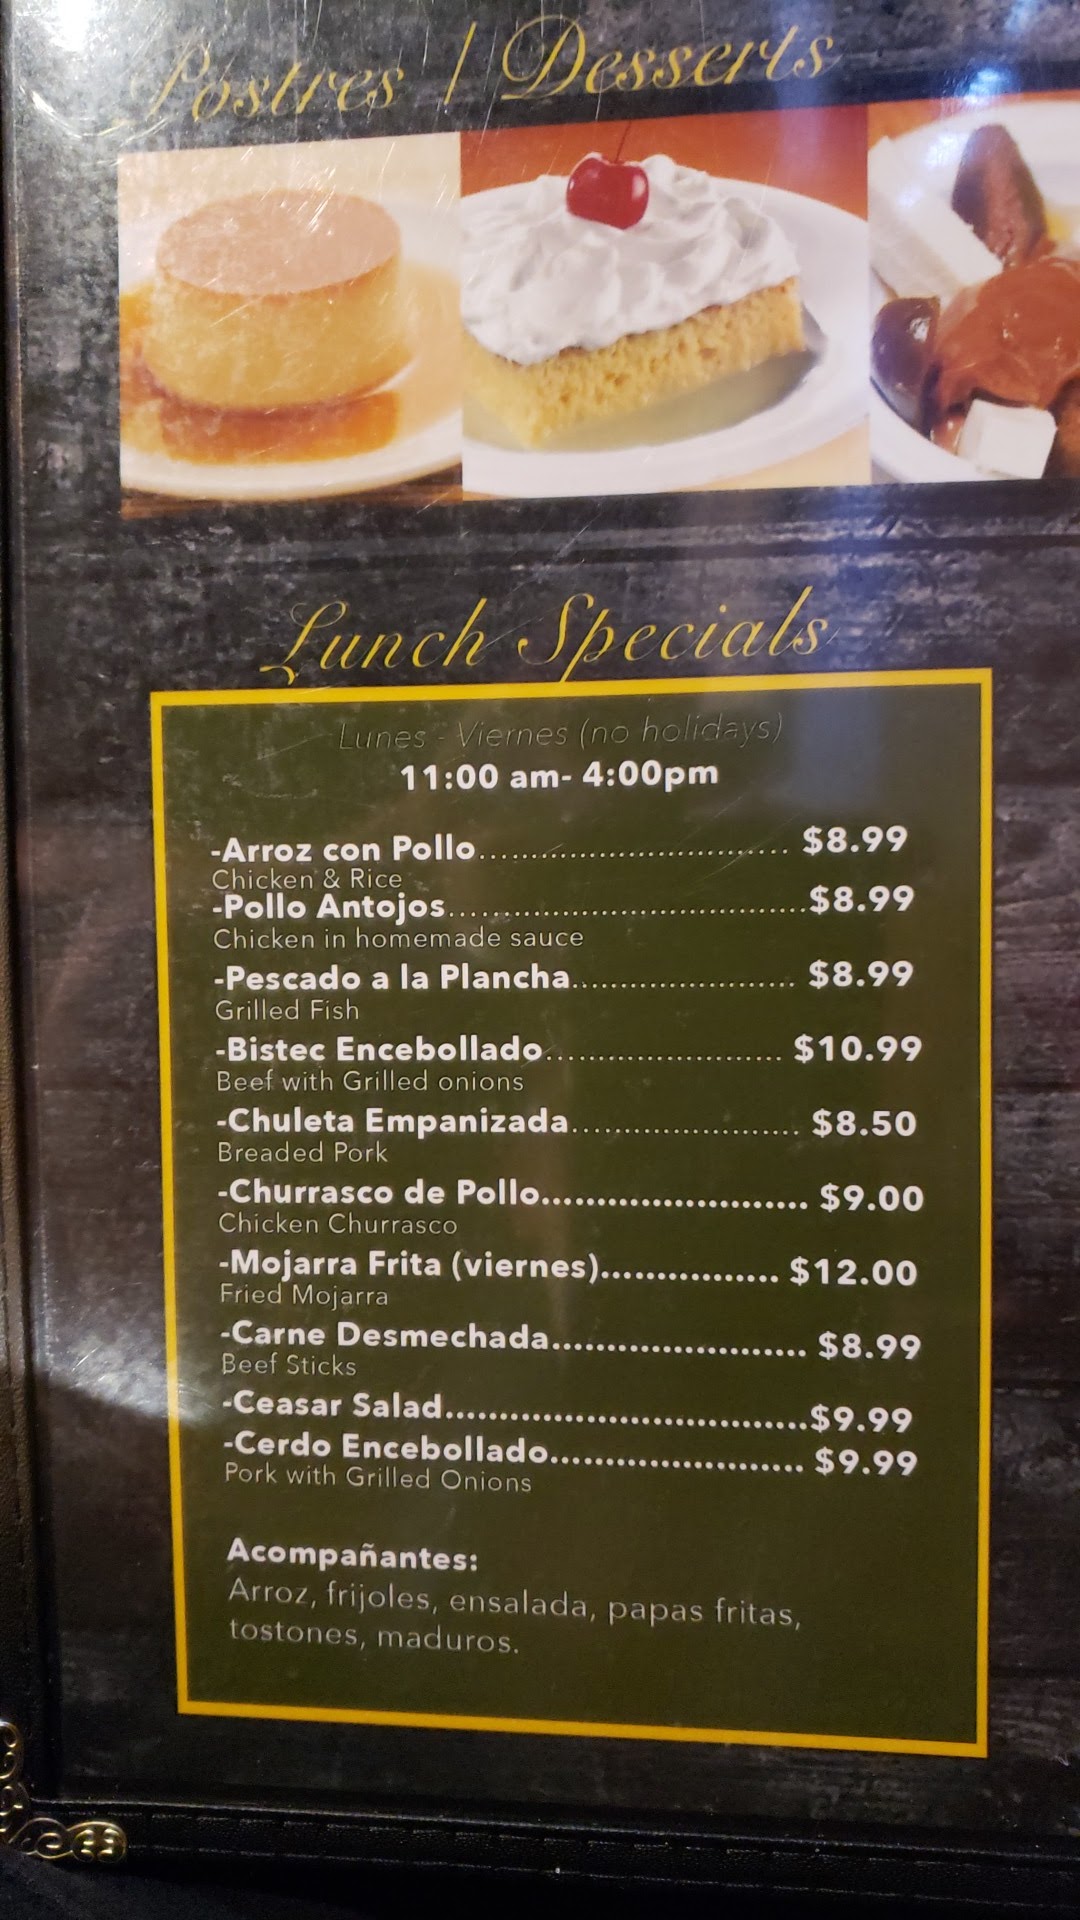 Postres / Desserts
Lunch Specials
Lunes - Viernes (no holidays)
11:00 am- 4:00pm
-Arroz con Pollo............................ $8.99
Chicken & Rice
-Pollo Antojos................................$8.99
Chicken in homemade sauce
-Pescado a la Plancha.................... $8.99
Grilled Fish
-Bistec Encebollado..................... $10.99
Beef with Grilled onions
-Chuleta Empanizada.................... $8.50
Breaded Pork
-Churrasco de Pollo........................ $9.00
Chicken Churrasco
-Mojarra Frita (viernes)................ $12.00
Fried Mojarra
-Carne Desmechada....................... $8.99
Beef Sticks
-Ceasar Salad.................................$9.99
-Cerdo Encebollado....................... $9.99
Pork with Grilled Onions
Acompañantes:
Arroz, frijoles, ensalada, papas fritas,
tostones, maduros.